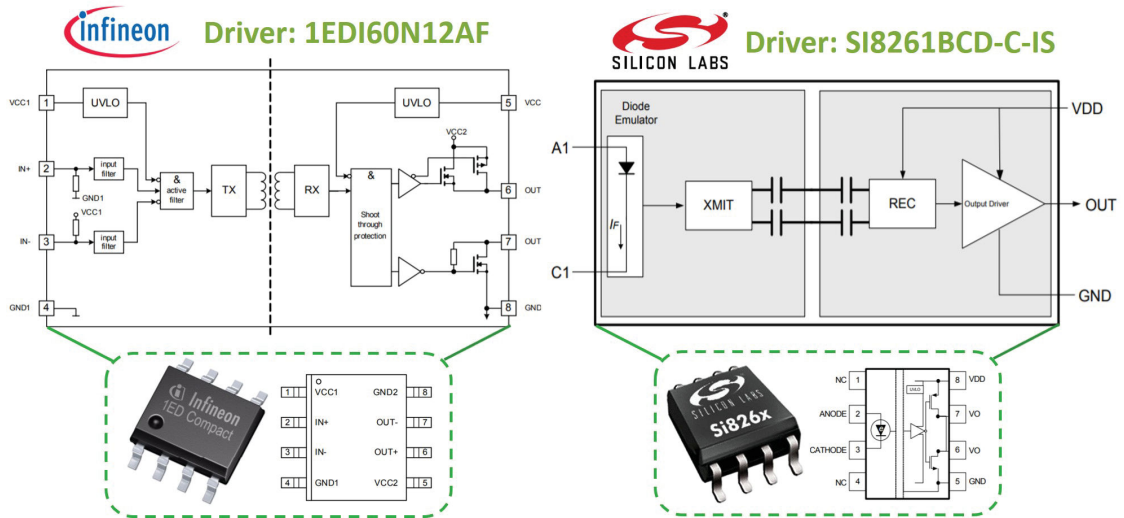 infineon
Driver: 1EDI60N12AF
VCC1
1
UVLO
UVLO
5
VCC
VCC2
IN+
2
input
filter
GND1
VCC1
&
active
filter
TX
RX
&
Shoot
through
protection
6
OUT
IN-
3
input
filter
7
OUT
GND1
4
8
GND
infineon
1ED Compact
1
VCC1
GND2
8
2
IN+
OUT-
7
3
IN-
OUT+
6
4
GND1
VCC2
5
SILICON LABS
Driver: SI8261BCD-C-IS
Diode
Emulator
A1
IF
C1
XMIT
REC
Output Driver
VDD
OUT
GND
SILICON LABS
Si826x
NC
1
UVLO
8
VDD
ANODE
2
7
VO
CATHODE
3
6
VO
NC
4
5
GND